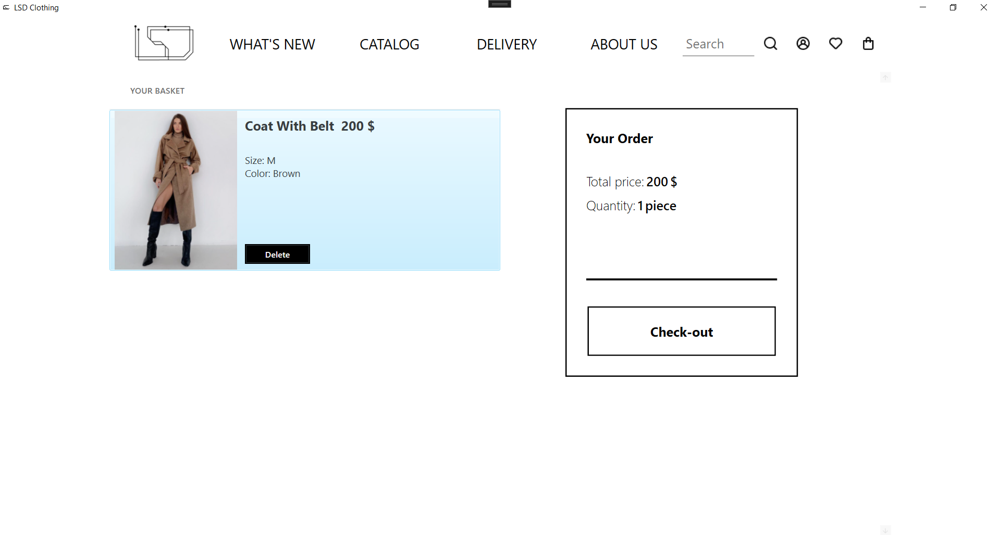 LSD Clothing
WHAT'S NEW
CATALOG
DELIVERY
ABOUT US
Search
YOUR BASKET
Coat With Belt  200 $
Size: M
Color: Brown
Delete
Your Order
Total price: 200 $
Quantity: 1 piece
Check-out